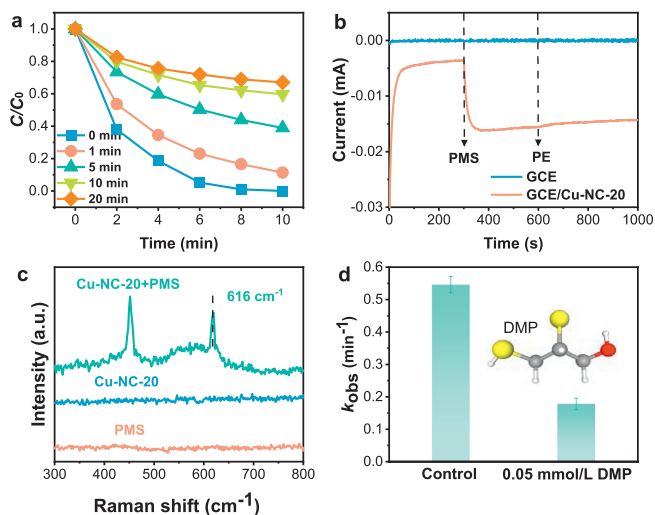 a
C/C₀
1.0
0.8
0.6
0.4
0.2
0.0
0 min
1 min
5 min
10 min
20 min
0 2 4 6 8 10
Time (min)
b
Current (mA)
0.00
-0.01
-0.02
-0.03
PMS
PE
GCE
GCE/Cu-NC-20
0 200 400 600 800 1000
Time (s)
c
Intensity (a.u.)
Cu-NC-20+PMS
616 cm⁻¹
Cu-NC-20
PMS
300 400 500 600 700 800
Raman shift (cm⁻¹)
d
kobs (min⁻¹)
0.6
0.5
0.4
0.3
0.2
0.1
0.0
DMP
Control 0.05 mmol/L DMP